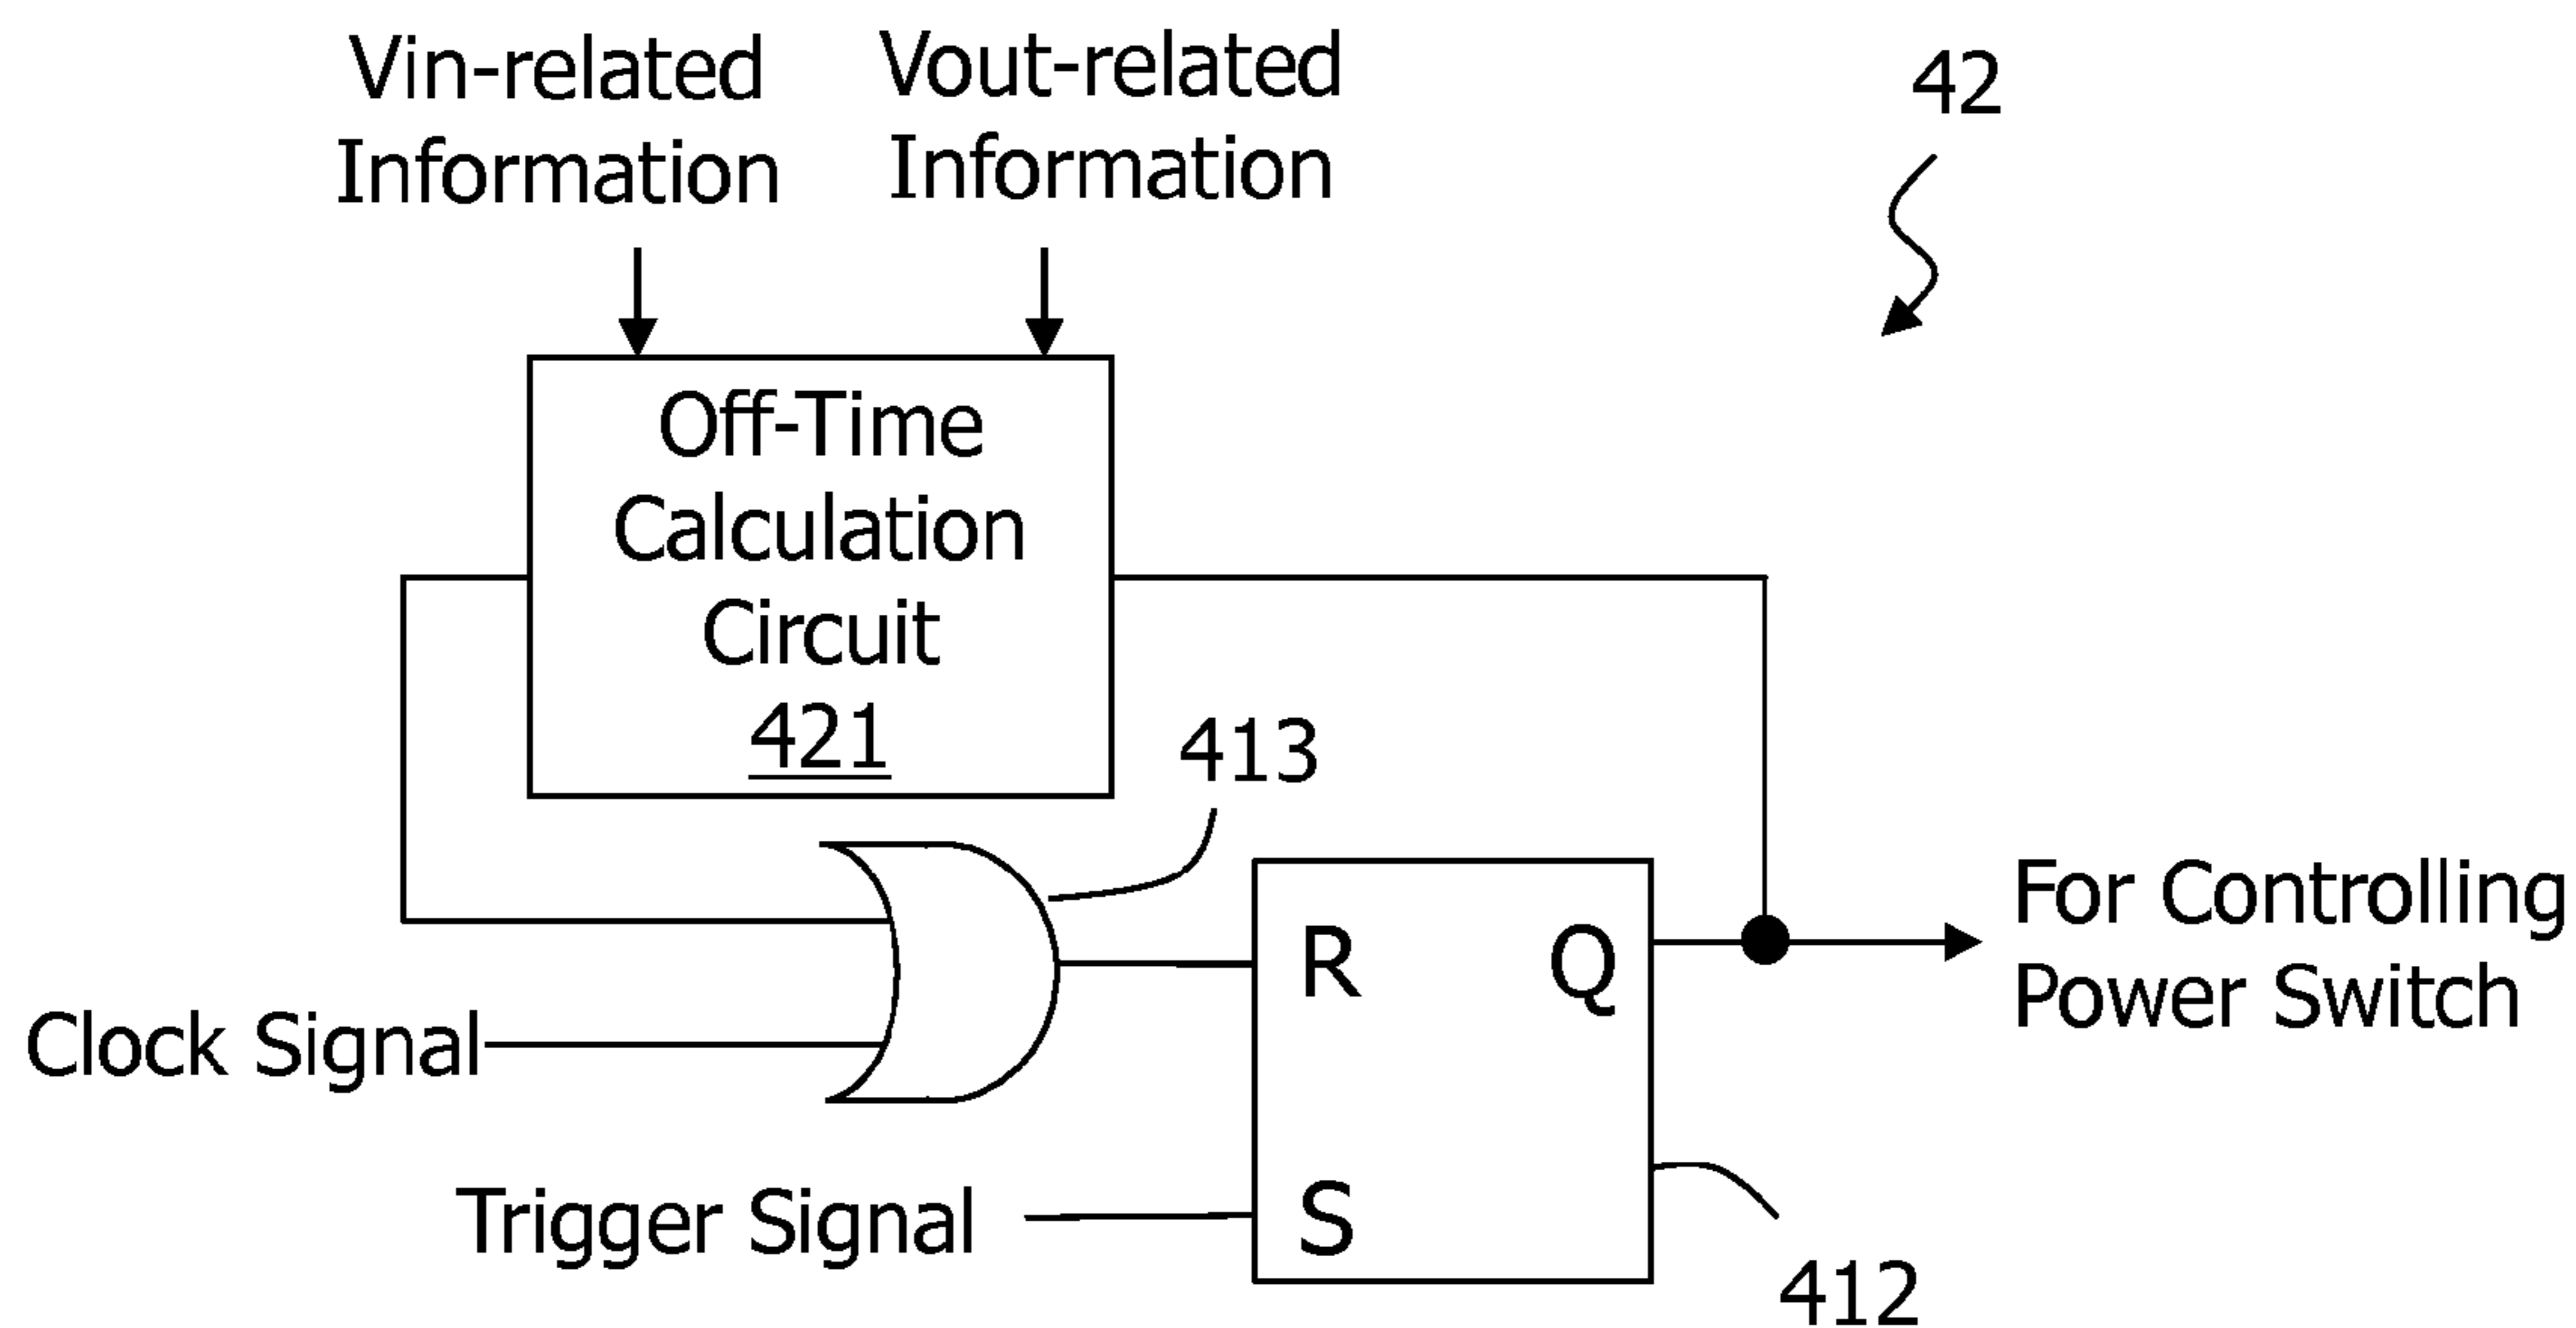 Vin-related
Information
Vout-related
Information
42
Off-Time
Calculation
Circuit
421
413
R
Q
For Controlling
Power Switch
Clock Signal
Trigger Signal
S
412